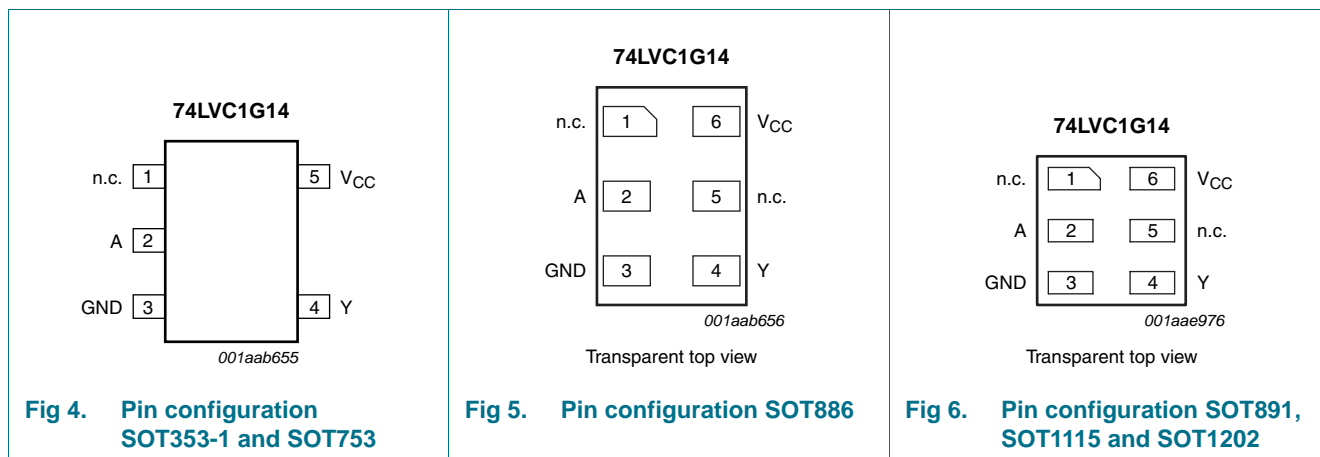 74LVC1G14
n.c. 1
5 VCC
A 2
GND 3
4 Y
001aab655
Fig 4. Pin configuration
SOT353-1 and SOT753
74LVC1G14
n.c. 1 6 VCC
A 2 5 n.c.
GND 3 4 Y
001aab656
Transparent top view
Fig 5. Pin configuration SOT886
74LVC1G14
n.c. 1 6 VCC
A 2 5 n.c.
GND 3 4 Y
001aae976
Transparent top view
Fig 6. Pin configuration SOT891,
SOT1115 and SOT1202